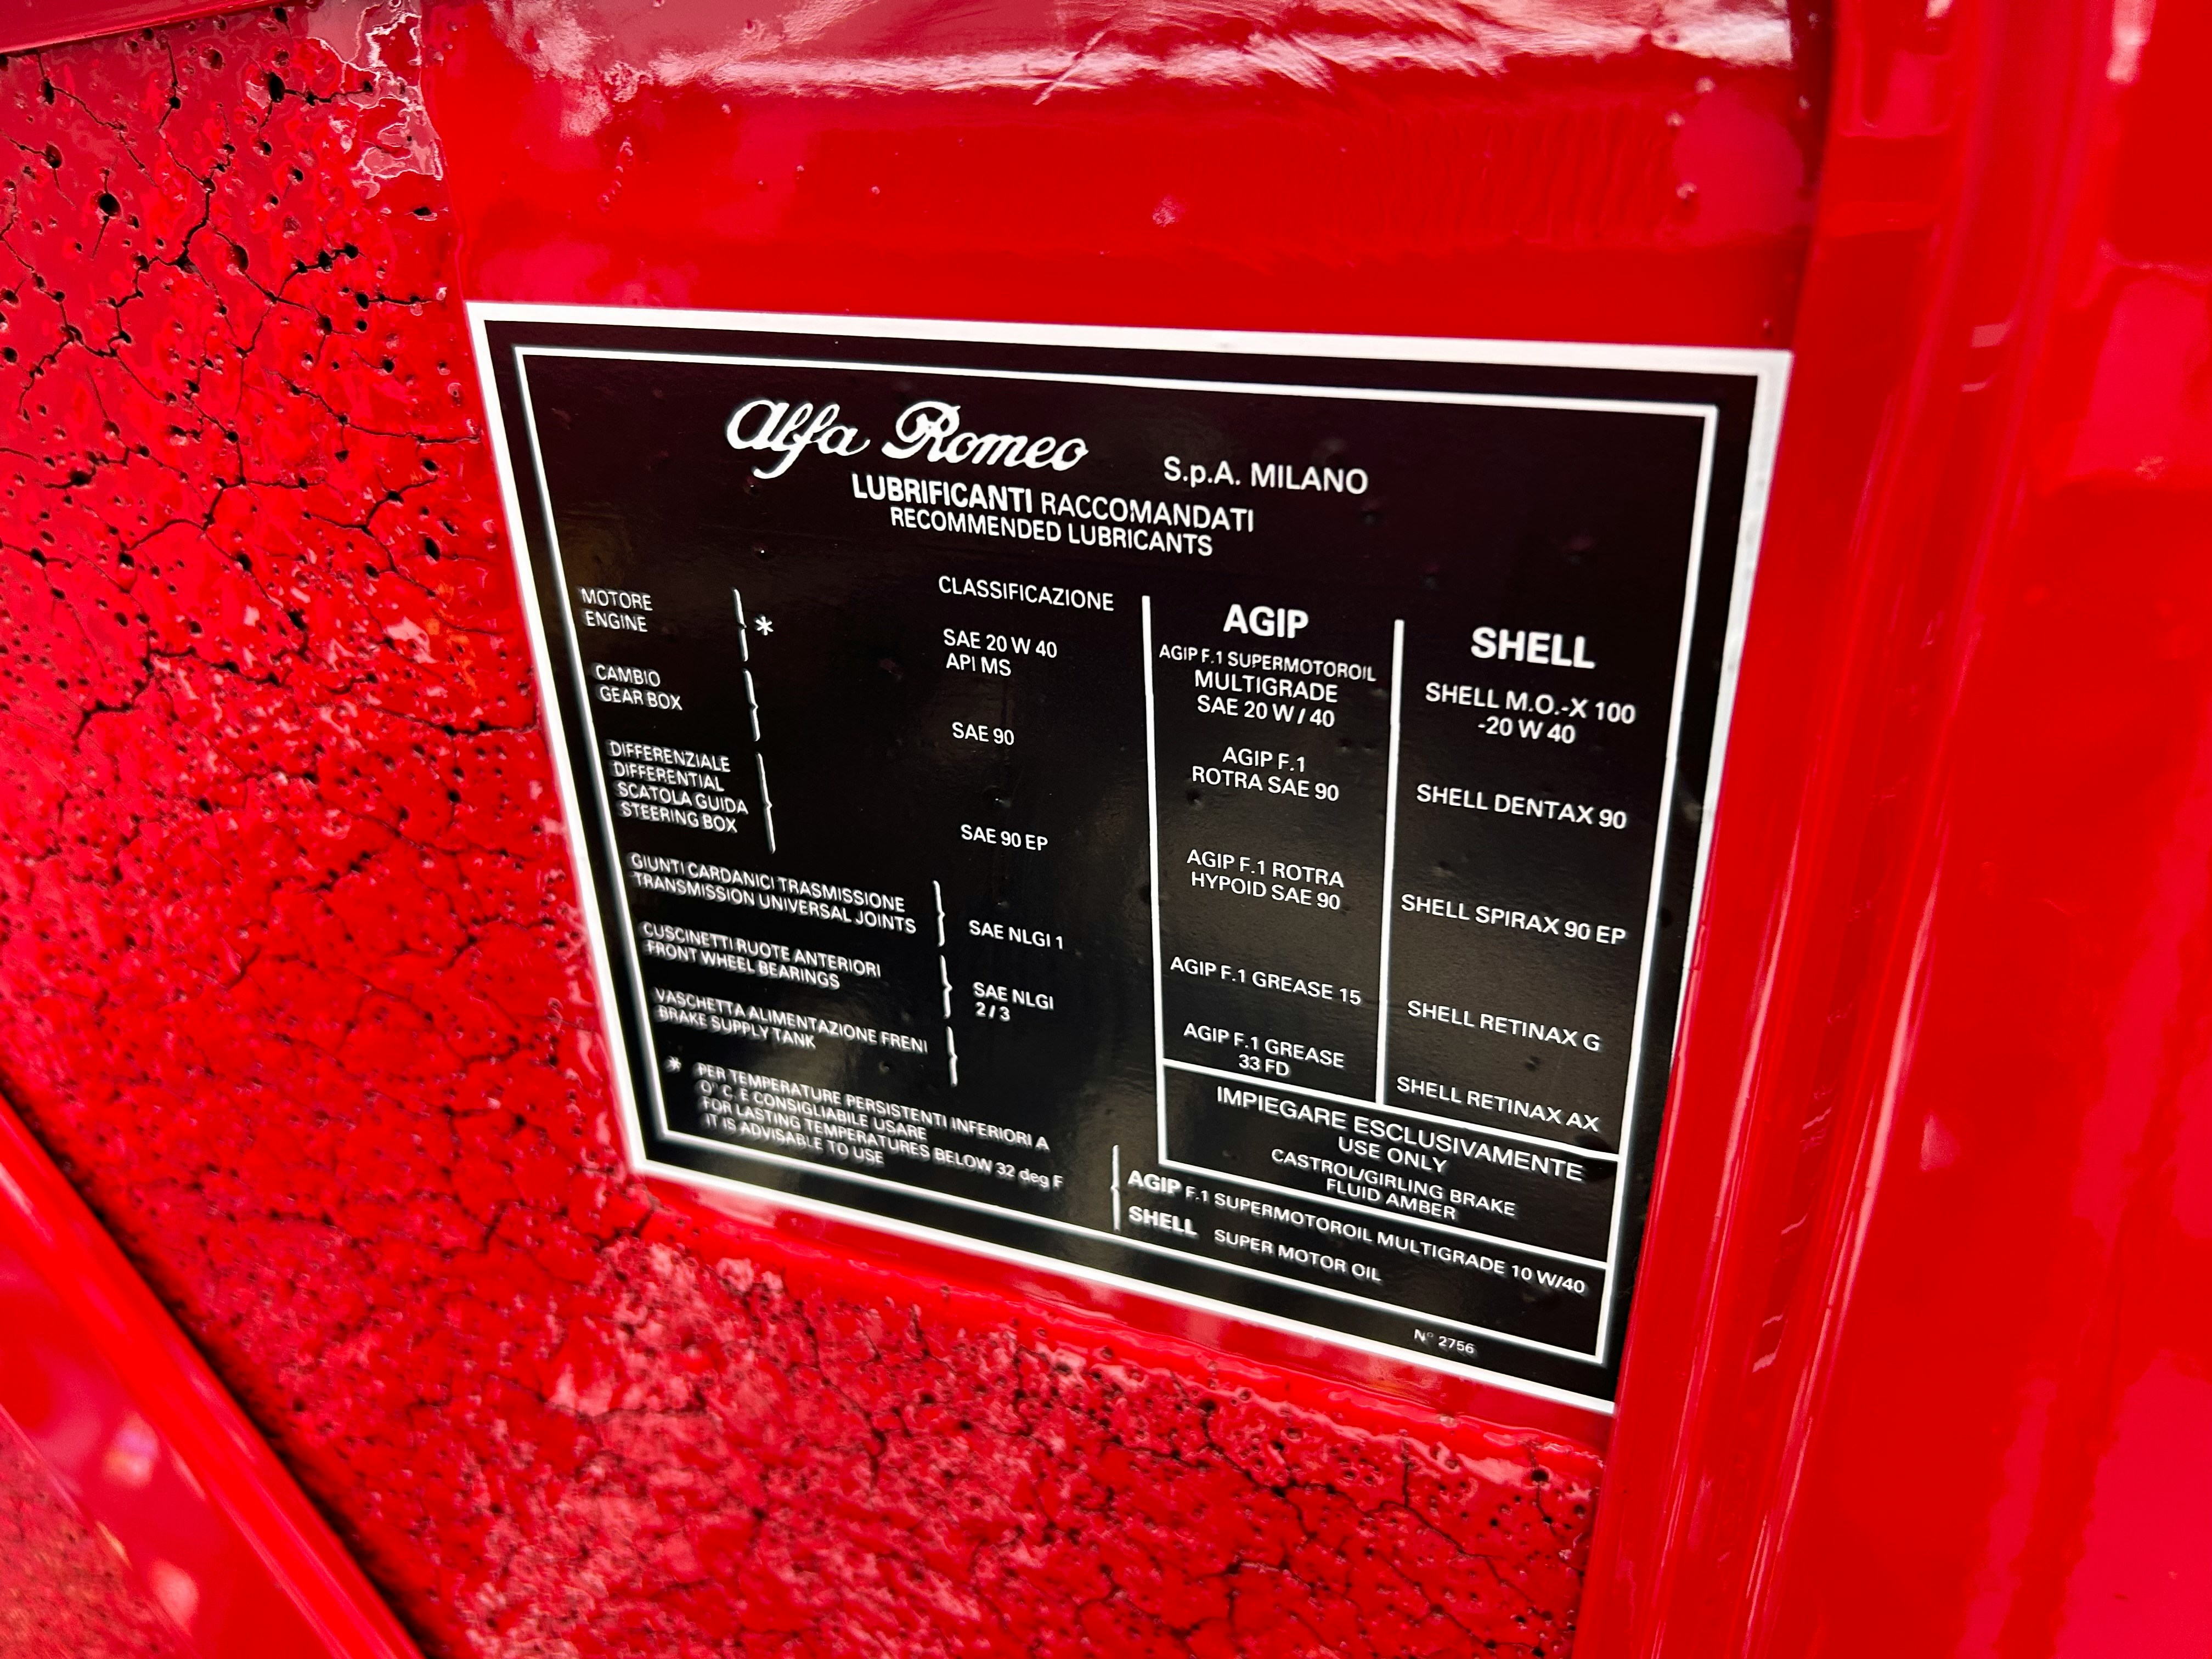 Alfa Romeo S.p.A. MILANO
LUBRIFICANTI RACCOMANDATI
RECOMMENDED LUBRICANTS
CLASSIFICAZIONE
AGIP
SHELL
MOTORE
ENGINE
*
SAE 20 W 40
API MS
AGIP F.1 SUPERMOTOROIL
MULTIGRADE
SAE 20 W / 40
SHELL M.O.-X 100
-20 W 40
CAMBIO
GEAR BOX
SAE 90
AGIP F.1
ROTRA SAE 90
SHELL DENTAX 90
DIFFERENZIALE
DIFFERENTIAL
SCATOLA GUIDA
STEERING BOX
SAE 90 EP
AGIP F.1 ROTRA
HYPOID SAE 90
SHELL SPIRAX 90 EP
GIUNTI CARDANICI TRASMISSIONE
TRANSMISSION UNIVERSAL JOINTS
SAE NLGI 1
AGIP F.1 GREASE 15
SHELL RETINAX G
CUSCINETTI RUOTE ANTERIORI
FRONT WHEEL BEARINGS
SAE NLGI
2 / 3
AGIP F.1 GREASE
33 FD
SHELL RETINAX AX
VASCHETTA ALIMENTAZIONE FRENI
BRAKE SUPPLY TANK
IMPIEGARE ESCLUSIVAMENTE
USE ONLY
CASTROL/GIRLING BRAKE
FLUID AMBER
* PER TEMPERATURE PERSISTENTI INFERIORI A
O° C. E CONSIGLIABILE USARE
FOR LASTING TEMPERATURES BELOW 32 deg F
IT IS ADVISABLE TO USE
AGIP F.1 SUPERMOTOROIL MULTIGRADE 10 W/40
SHELL SUPER MOTOR OIL
N° 2756